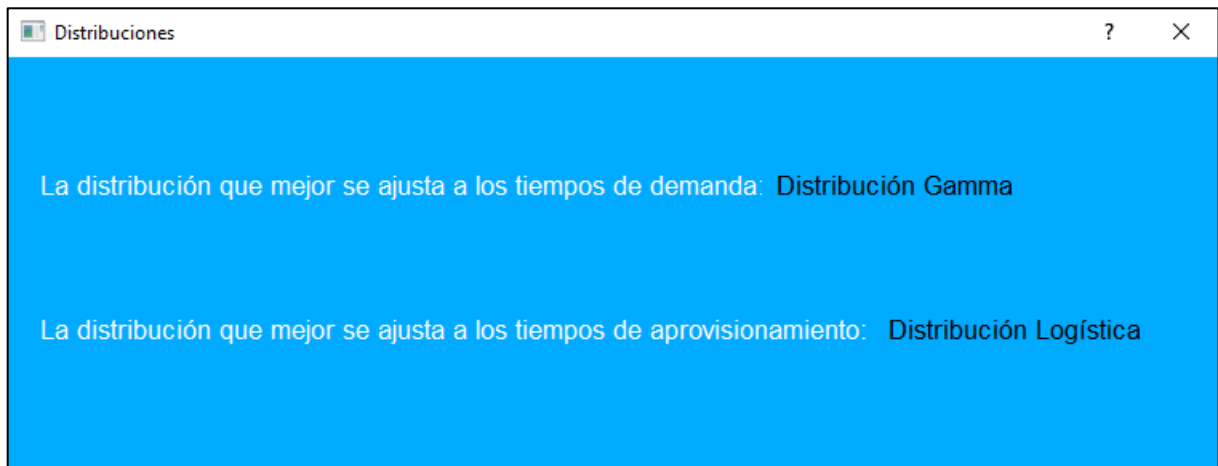 Distribuciones ?
La distribución que mejor se ajusta a los tiempos de demanda: Distribución Gamma
La distribución que mejor se ajusta a los tiempos de aprovisionamiento: Distribución Logística